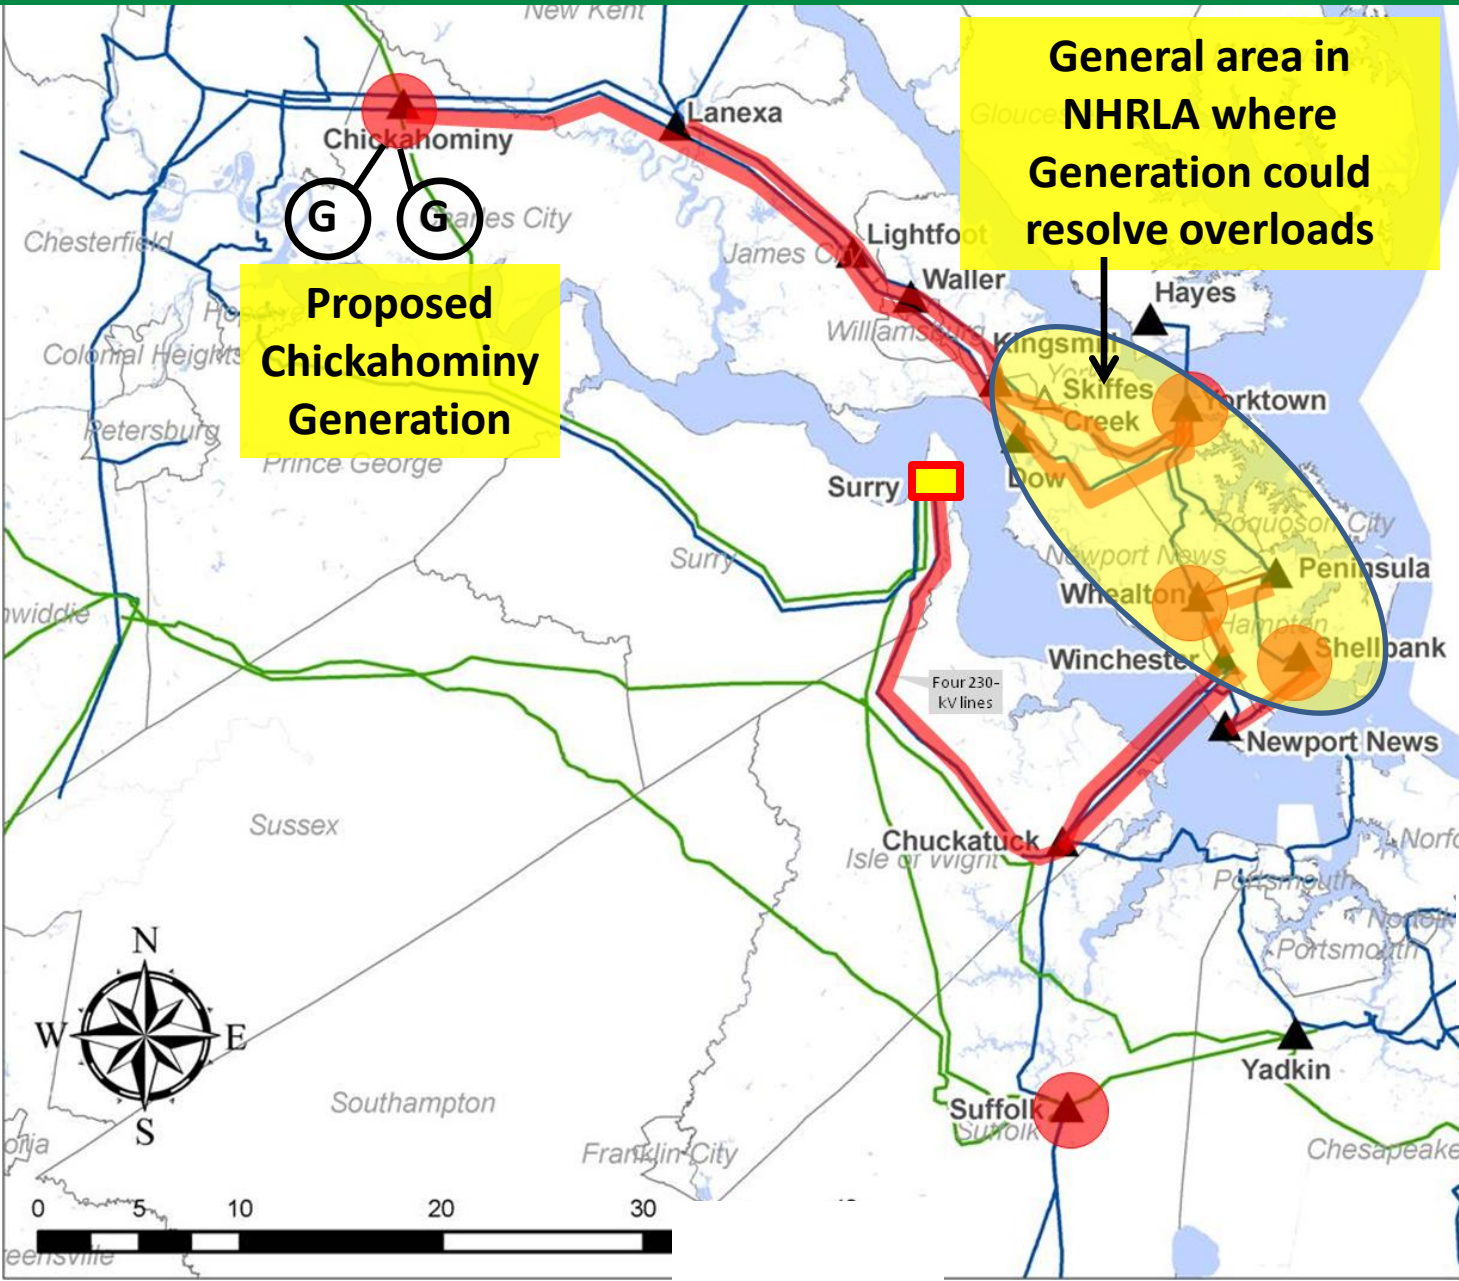 New Kent
General area in
NHRLA where
Generation could
resolve overloads
Lanexa
Chickahominy
G
G
Charles City
Lightfoot
James City
Chesterfield
Waller
Hayes
Proposed
Chickahominy
Generation
Williamsburg
Kingsmill
Colonial Heights
Skiffes
Creek
Yorktown
Petersburg
Prince George
Dow
Surry
Poquoson City
Surry
Newport News
Peninsula
Whealton
Hampton
Shellbank
Winchester
Four 230-
kV lines
Newport News
Sussex
Chuckatuck
Isle of Wight
Portsmouth
Norfolk
Portsmouth
N
W
E
S
Yadkin
Southampton
Suffolk
Suffolk
Franklin City
Chesapeake
0 5 10 20 30